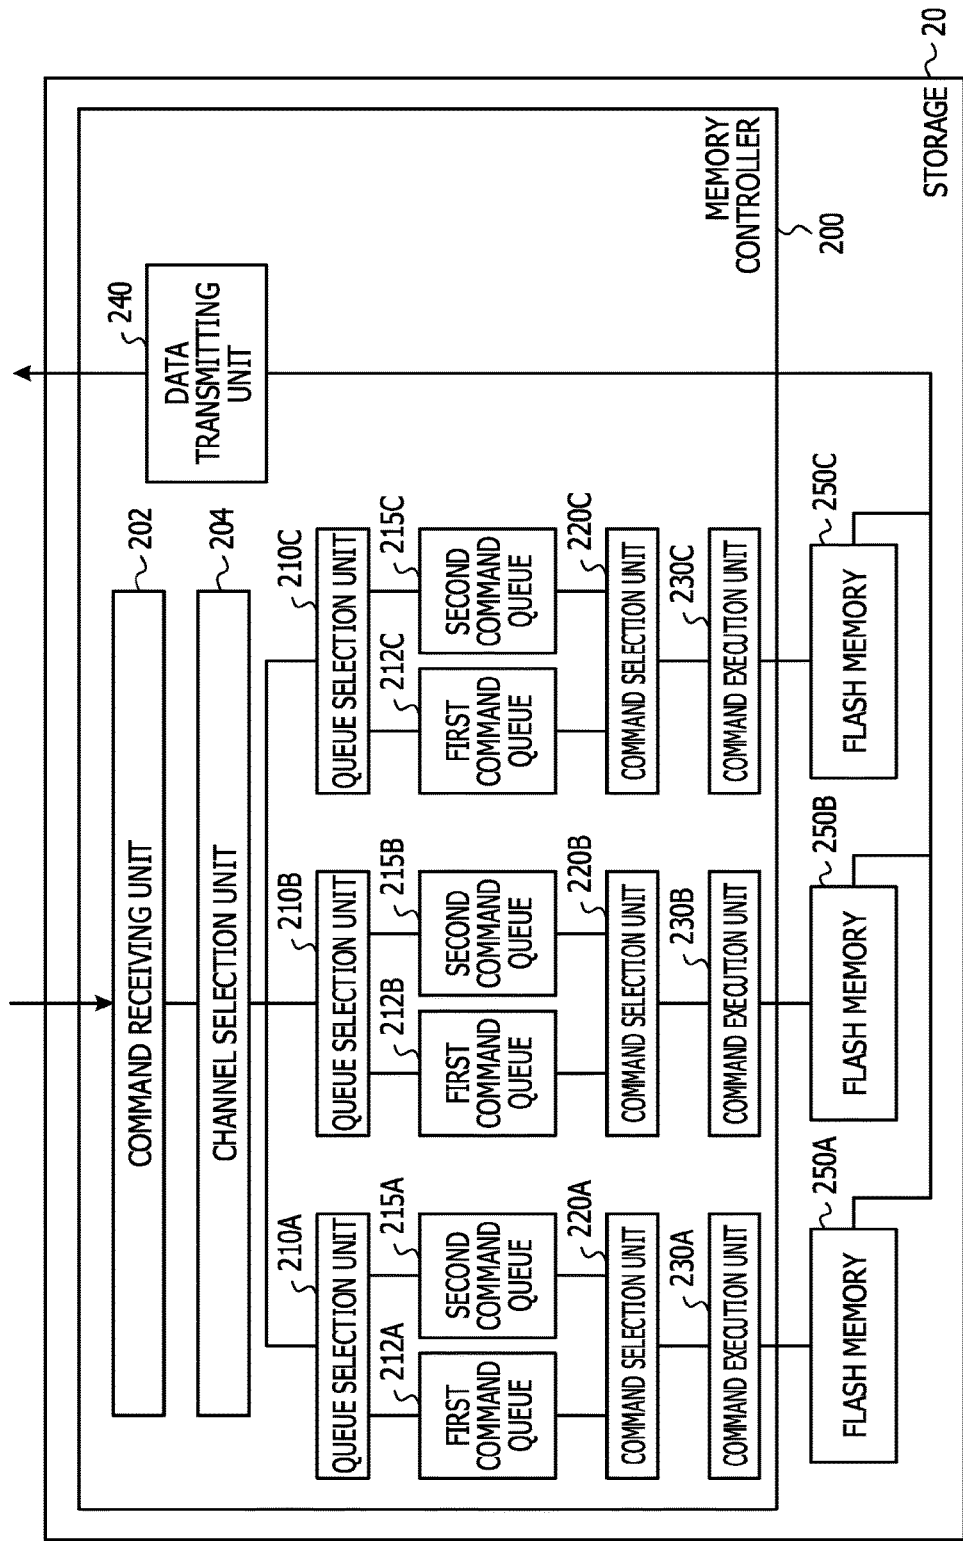 COMMAND RECEIVING UNIT
202
CHANNEL SELECTION UNIT
204
DATA
TRANSMITTING
UNIT
240
QUEUE SELECTION UNIT
210A
QUEUE SELECTION UNIT
210B
QUEUE SELECTION UNIT
210C
212A
215A
212B
215B
212C
215C
FIRST
COMMAND
QUEUE
SECOND
COMMAND
QUEUE
FIRST
COMMAND
QUEUE
SECOND
COMMAND
QUEUE
FIRST
COMMAND
QUEUE
SECOND
COMMAND
QUEUE
220A
220B
220C
COMMAND SELECTION UNIT
COMMAND SELECTION UNIT
COMMAND SELECTION UNIT
230A
230B
230C
COMMAND EXECUTION UNIT
COMMAND EXECUTION UNIT
COMMAND EXECUTION UNIT
MEMORY
CONTROLLER
200
250A
250B
250C
FLASH MEMORY
FLASH MEMORY
FLASH MEMORY
STORAGE
20